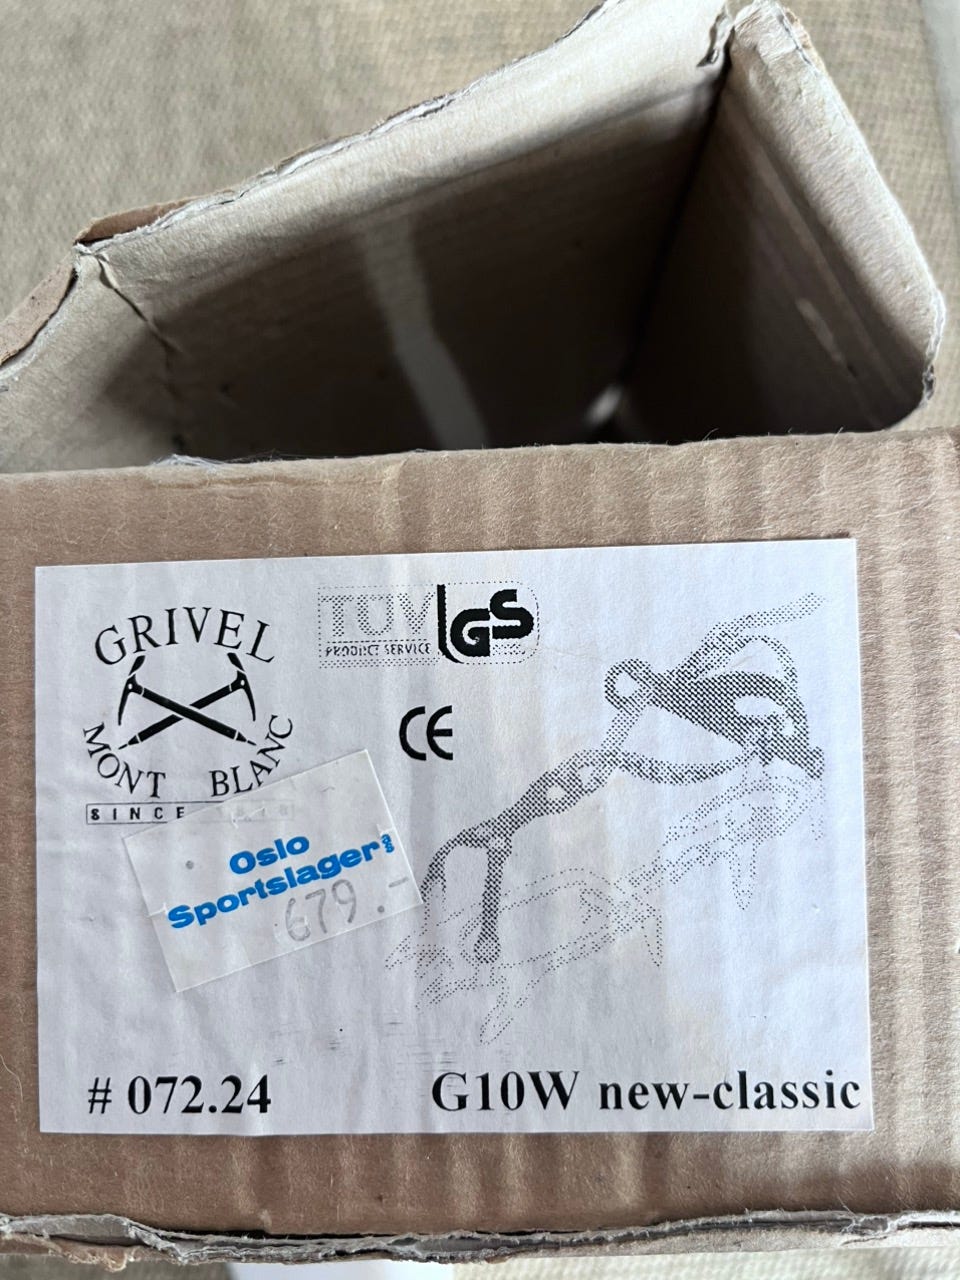 GRIVEL
MONT BLANC
SINCE
TÜV GS
PRODUCT SERVICE
CE
Oslo
Sportslager
679.-
# 072.24
G10W new-classic